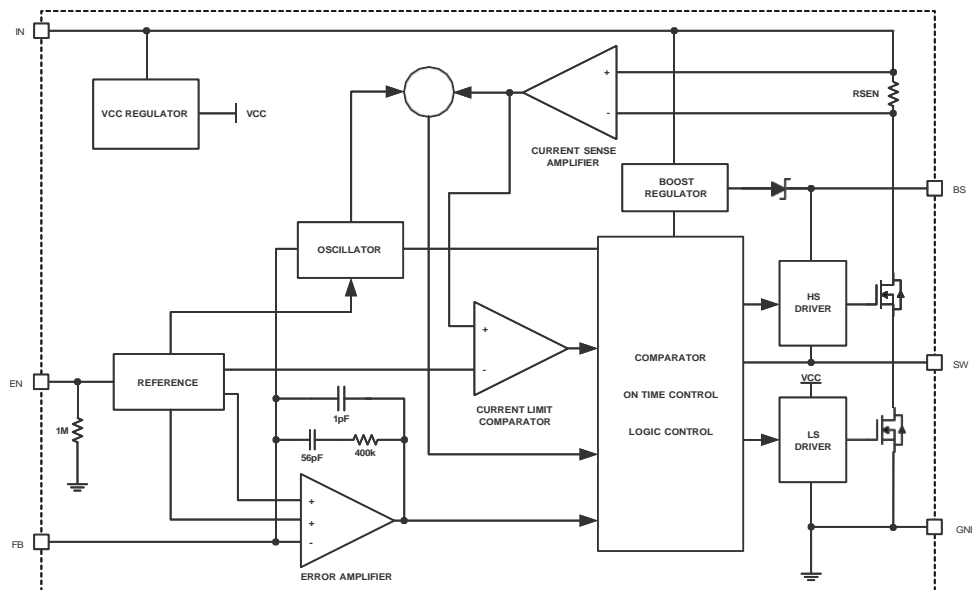 IN
VCC REGULATOR
VCC
+
-
RSEN
CURRENT SENSE
AMPLIFIER
BOOST
REGULATOR
BS
OSCILLATOR
HS
DRIVER
+
-
COMPARATOR
ON TIME CONTROL
LOGIC CONTROL
SW
EN
REFERENCE
VCC
1pF
CURRENT LIMIT
COMPARATOR
1M
56pF
400k
LS
DRIVER
+
+
-
FB
GND
ERROR AMPLIFIER